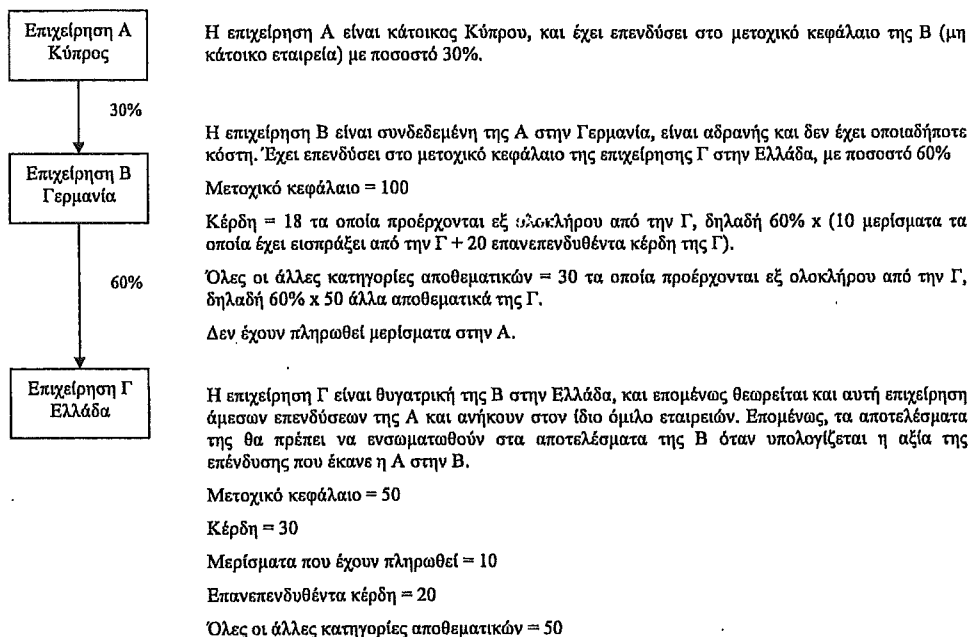 Επιχείρηση Α
Κύπρος
Η επιχείρηση Α είναι κάτοικος Κύπρου, και έχει επενδύσει στο μετοχικό κεφάλαιο της Β (μη
κάτοικο εταιρεία) με ποσοστό 30%.
30%
Επιχείρηση Β
Γερμανία
Η επιχείρηση Β είναι συνδεδεμένη της Α στην Γερμανία, είναι αδρανής και δεν έχει οποιαδήποτε
κόστη. Έχει επενδύσει στο μετοχικό κεφάλαιο της επιχείρησης Γ στην Ελλάδα, με ποσοστό 60%
Μετοχικό κεφάλαιο = 100
Κέρδη = 18 τα οποία προέρχονται εξ ολοκλήρου από την Γ, δηλαδή 60% x (10 μερίσματα τα
οποία έχει εισπράξει από την Γ + 20 επανεπενδυθέντα κέρδη της Γ).
60%
Όλες οι άλλες κατηγορίες αποθεματικών = 30 τα οποία προέρχονται εξ ολοκλήρου από την Γ,
δηλαδή 60% x 50 άλλα αποθεματικά της Γ.
Δεν έχουν πληρωθεί μερίσματα στην Α.
Επιχείρηση Γ
Ελλάδα
Η επιχείρηση Γ είναι θυγατρική της Β στην Ελλάδα, και επομένως θεωρείται και αυτή επιχείρηση
άμεσων επενδύσεων της Α και ανήκουν στον ίδιο όμιλο εταιρειών. Επομένως, τα αποτελέσματα
της θα πρέπει να ενσωματωθούν στα αποτελέσματα της Β όταν υπολογίζεται η αξία της
επένδυσης που έκανε η Α στην Β.
Μετοχικό κεφάλαιο = 50
Κέρδη = 30
Μερίσματα που έχουν πληρωθεί = 10
Επανεπενδυθέντα κέρδη = 20
Όλες οι άλλες κατηγορίες αποθεματικών = 50